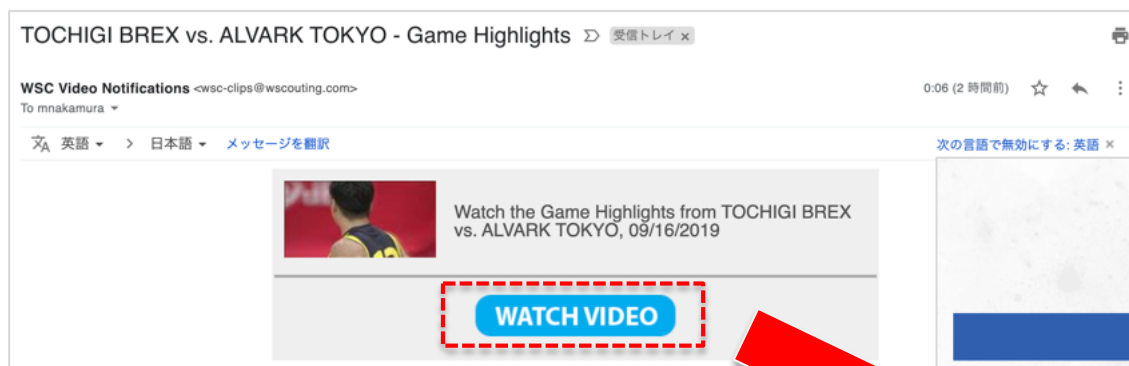 TOCHIGI BREX vs. ALVARK TOKYO - Game Highlights 受信トレイ x
WSC Video Notifications <wsc-clips@wscouting.com>
0:06 (2 時間前)
To mnakamura
英語 > 日本語 メッセージを翻訳
次の言語で無効にする: 英語 ×
Watch the Game Highlights from TOCHIGI BREX
vs. ALVARK TOKYO, 09/16/2019
WATCH VIDEO